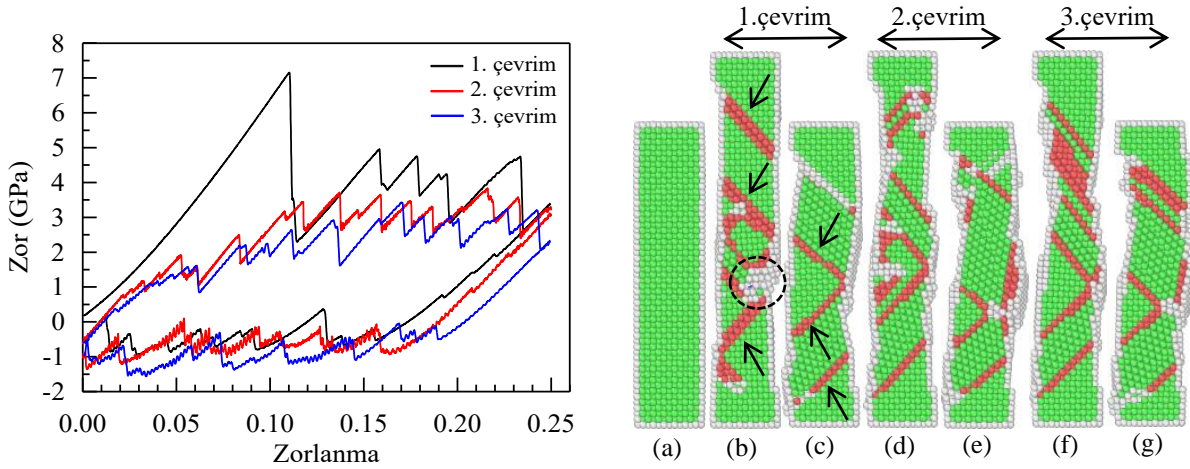 8
7
6
5
4
3
2
1
0
-1
-2
Zor (GPa)
1. çevrim
2. çevrim
3. çevrim
0.00 0.05 0.10 0.15 0.20 0.25
Zorlanma
1.çevrim 2.çevrim 3.çevrim
(a) (b) (c) (d) (e) (f) (g)